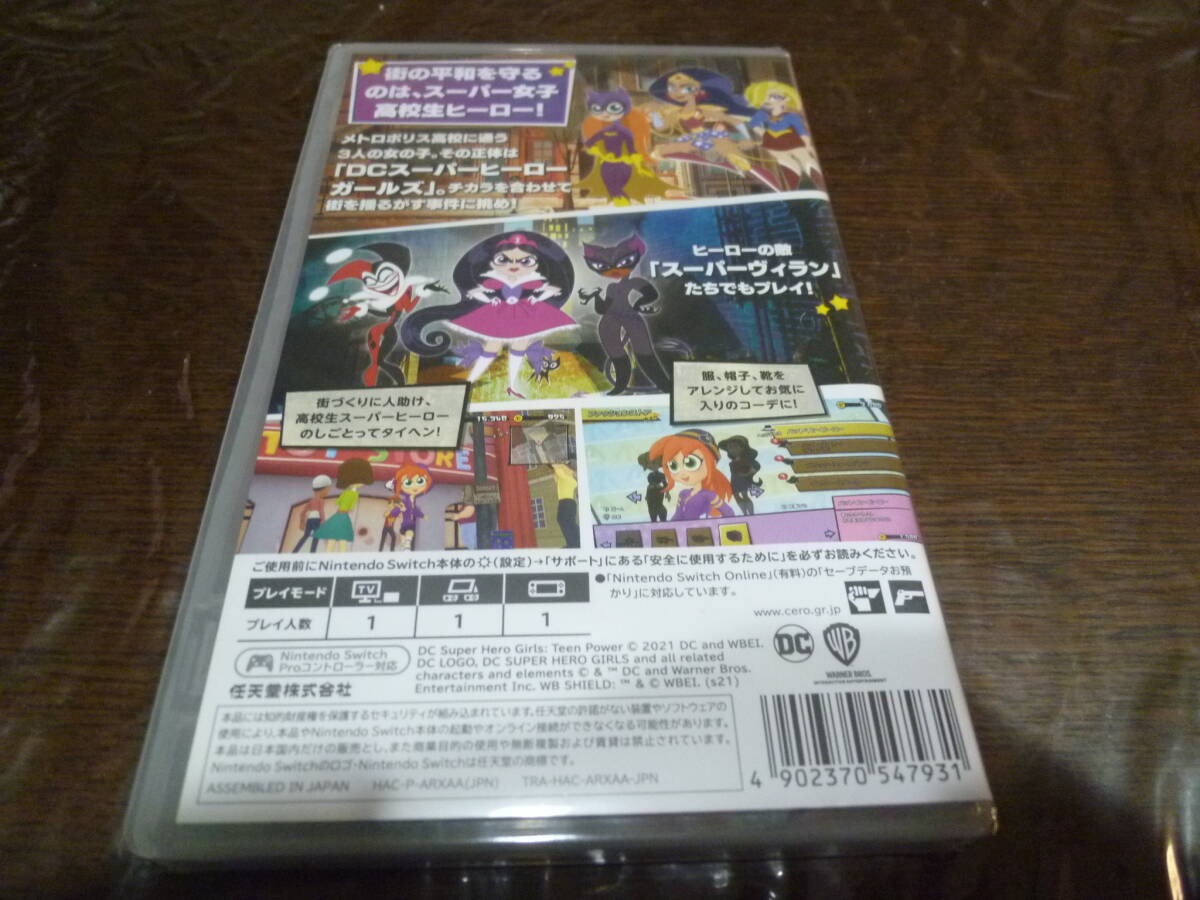 街の平和を守る
のは、スーパー女子
高校生ヒーロー！
メトロポリス高校に通う
3人の女の子。その正体は
「DCスーパーヒーロー
ガールズ」。チカラを合わせて
街を揺るがす事件に挑め！
ヒーローの敵
「スーパーヴィラン」
たちでもプレイ！
街づくりに人助け、
高校生スーパーヒーロー
のしごとってタイヘン！
服、帽子、靴を
アレンジしてお気に
入りのコーデに！
STORE
ご使用前にNintendo Switch本体の（設定）→「サポート」にある「安全に使用するために」を必ずお読みください。
プレイモード TV
プレイ人数 1 1 1
●「Nintendo Switch Online」（有料）の「セーブデータお預
かり」に対応しています。
www.cero.gr.jp
Nintendo Switch
Proコントローラー対応
DC Super Hero Girls: Teen Power © 2021 DC and WBEI.
DC LOGO, DC SUPER HERO GIRLS and all related
characters and elements © & ™ DC and Warner Bros.
Entertainment Inc. WB SHIELD: ™ & © WBEI. (s21)
DC
WB
WARNER BROS.
INTERACTIVE ENTERTAINMENT
任天堂株式会社
本品には知的財産権を保護するセキュリティが組み込まれています。任天堂の許諾がない装置やソフトウェアの
使用により、本品やNintendo Switch本体の起動やオンライン接続ができなくなる可能性があります。
本品は日本国内だけの販売とし、また商業目的の使用や無断複製および賃貸は禁止されています。
Nintendo Switchのロゴ・Nintendo Switchは任天堂の商標です。
ASSEMBLED IN JAPAN HAC-P-ARXAA(JPN) TRA-HAC-ARXAA-JPN
4 902370 547931